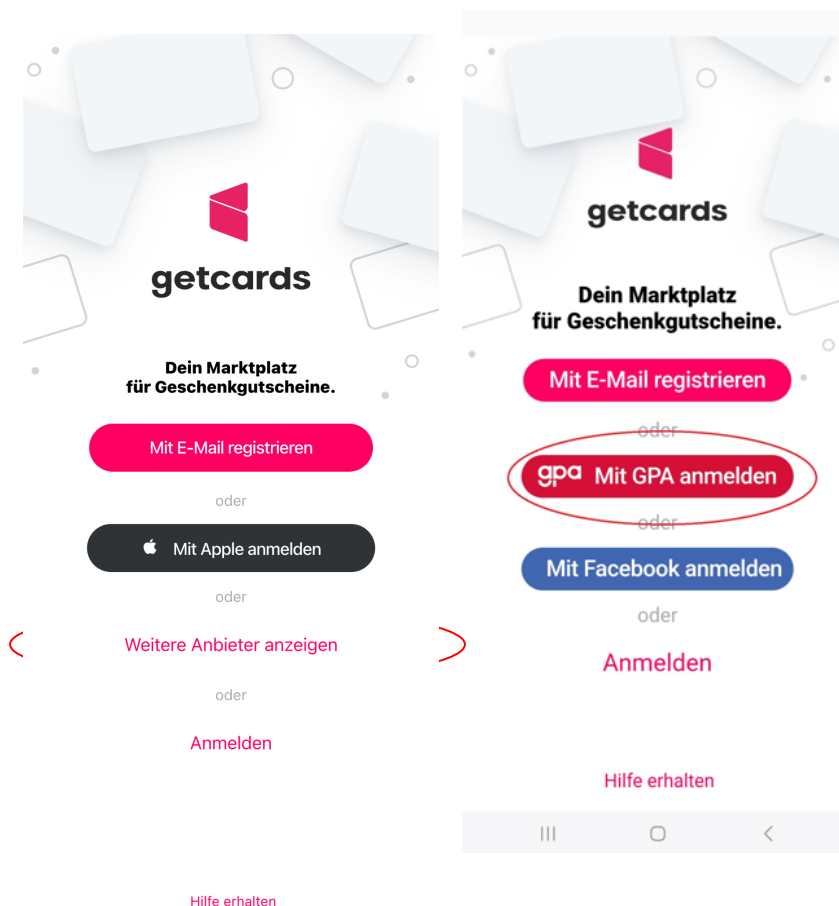 getcards
Dein Marktplatz
für Geschenkgutscheine.
Mit E-Mail registrieren
oder
Mit Apple anmelden
oder
Weitere Anbieter anzeigen
oder
Anmelden
Hilfe erhalten
getcards
Dein Marktplatz
für Geschenkgutscheine.
Mit E-Mail registrieren
oder
gpa Mit GPA anmelden
oder
Mit Facebook anmelden
oder
Anmelden
Hilfe erhalten